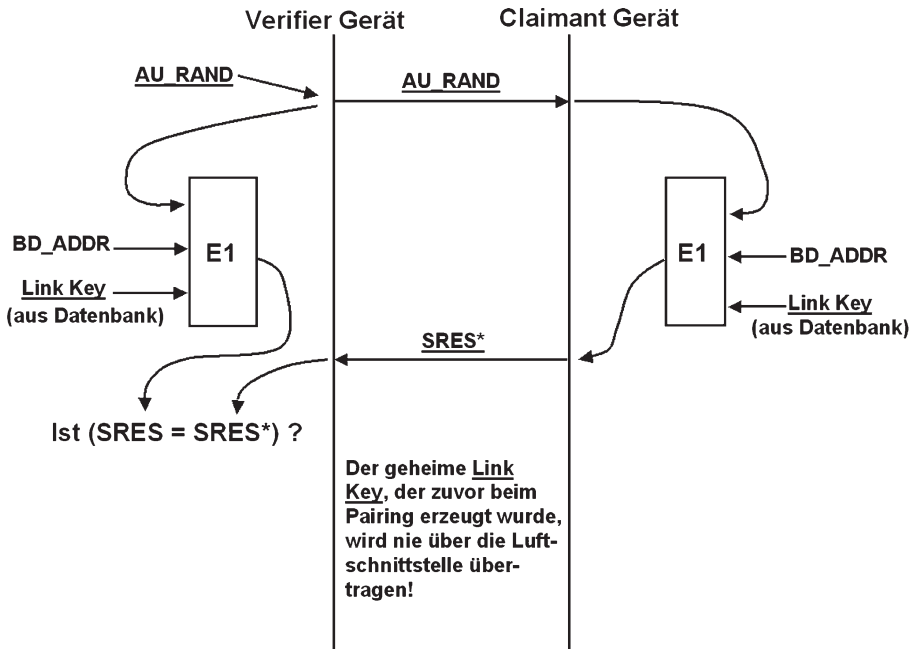 Verifier Gerät
Claimant Gerät
AU_RAND
AU_RAND
E1
BD_ADDR
Link Key
(aus Datenbank)
E1
BD_ADDR
Link Key
(aus Datenbank)
SRES*
Ist (SRES = SRES*) ?
Der geheime Link
Key, der zuvor beim
Pairing erzeugt wurde,
wird nie über die Luft-
schnittstelle über-
tragen!